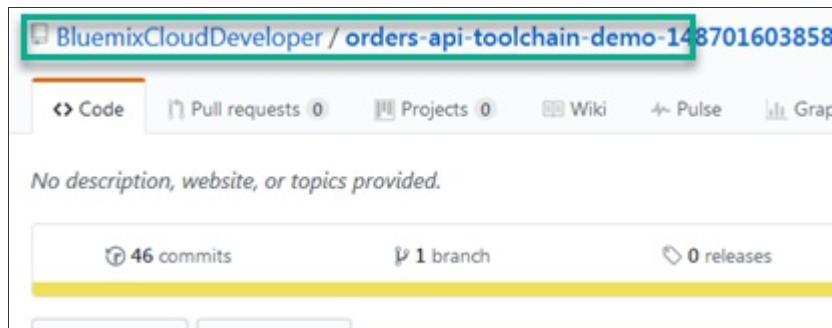 BluemixCloudDeveloper / orders-api-toolchain-demo-148701603858
<> Code Pull requests 0 Projects 0 Wiki Pulse Grap
No description, website, or topics provided.
46 commits 1 branch 0 releases